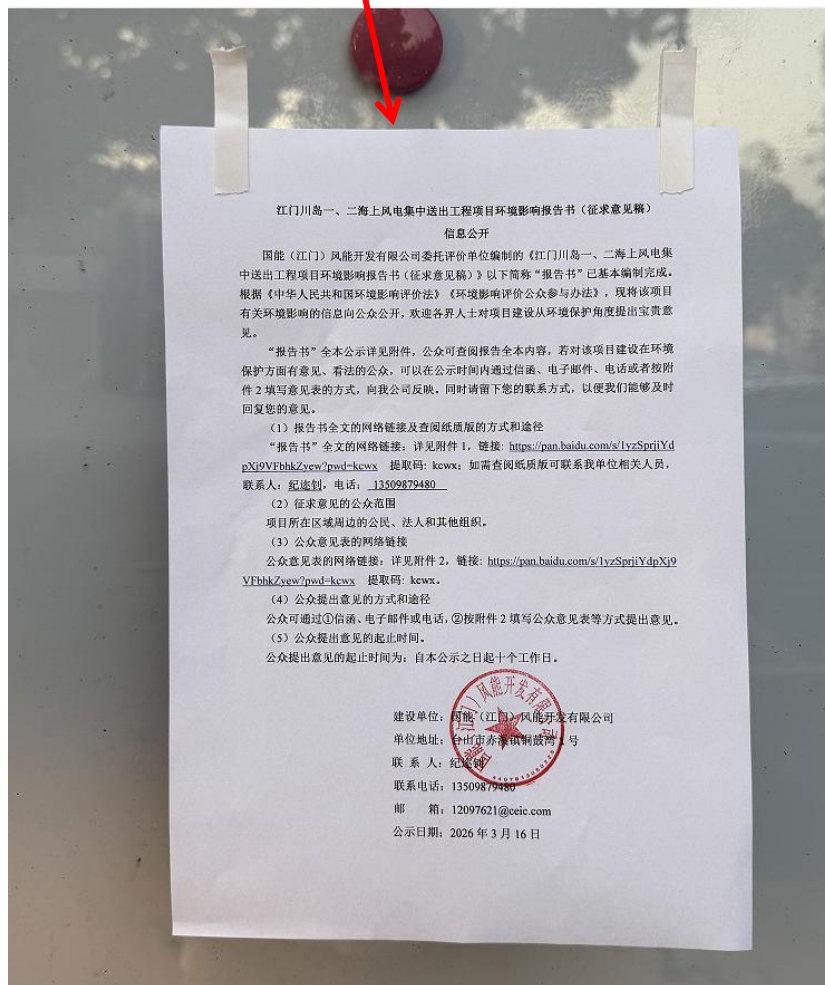 江门川岛一、二海上风电集中送出工程项目环境影响报告书（征求意见稿）
信息公开
国能（江门）风能开发有限公司委托评价单位编制的《江门川岛一、二海上风电集
中送出工程项目环境影响报告书（征求意见稿）》以下简称“报告书”已基本编制完成。
根据《中华人民共和国环境影响评价法》《环境影响评价公众参与办法》，现将该项目
有关环境影响的信息向公众公开，欢迎各界人士对项目建设从环境保护角度提出宝贵意
见。
“报告书”全本公示详见附件，公众可查阅报告全本内容，若对该项目建设在环境
保护方面有意见、看法的公众，可以在公示时间内通过信函、电子邮件、电话或者按附
件 2 填写意见表的方式，向我公司反映。同时请留下您的联系方式，以便我们能够及时
回复您的意见。
（1）报告书全文的网络链接及查阅纸质版的方式和途径
“报告书”全文的网络链接：详见附件 1，链接: https://pan.baidu.com/s/1yzSprjiYd
pXj9VFbhkZyew?pwd=kcwx 提取码: kcwx；如需查阅纸质版可联系我单位相关人员，
联系人：纪途钊，电话： 13509879480
（2）征求意见的公众范围
项目所在区域周边的公民、法人和其他组织。
（3）公众意见表的网络链接
公众意见表的网络链接：详见附件 2，链接: https://pan.baidu.com/s/1yzSprjiYdpXj9
VFbhkZyew?pwd=kcwx 提取码: kcwx。
（4）公众提出意见的方式和途径
公众可通过①信函、电子邮件或电话，②按附件 2 填写公众意见表等方式提出意见。
（5）公众提出意见的起止时间。
公众提出意见的起止时间为：自本公示之日起十个工作日。
建设单位：国能（江门）风能开发有限公司
单位地址：台山市赤溪镇铜鼓湾 1 号
联 系 人：纪途钊
联系电话：13509879480
邮 箱：12097621@ceic.com
公示日期：2026 年 3 月 16 日